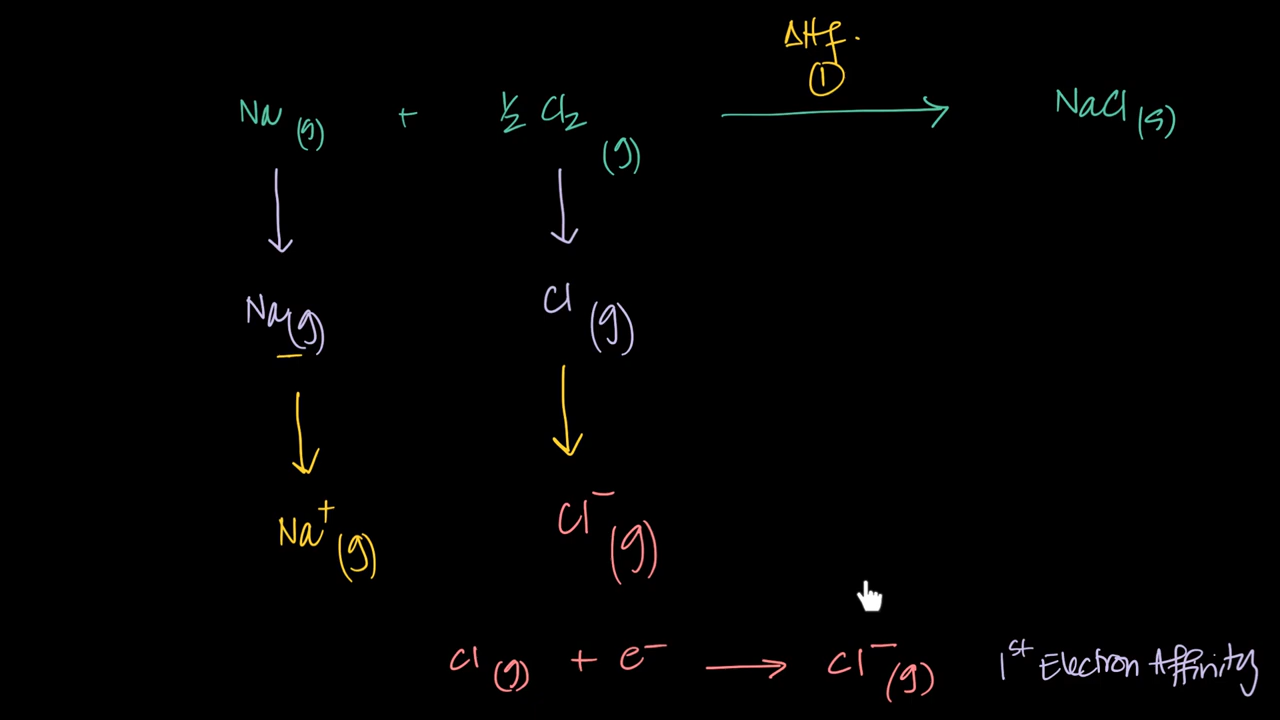 ΔHf.
①
Na (g) + ½ Cl₂ (g) ⟶ NaCl (s)
Na(g) Cl (g)
Na⁺ (g) Cl⁻ (g)
Cl (g) + e⁻ ⟶ Cl⁻ (g) 1ˢᵗ Electron Affinity